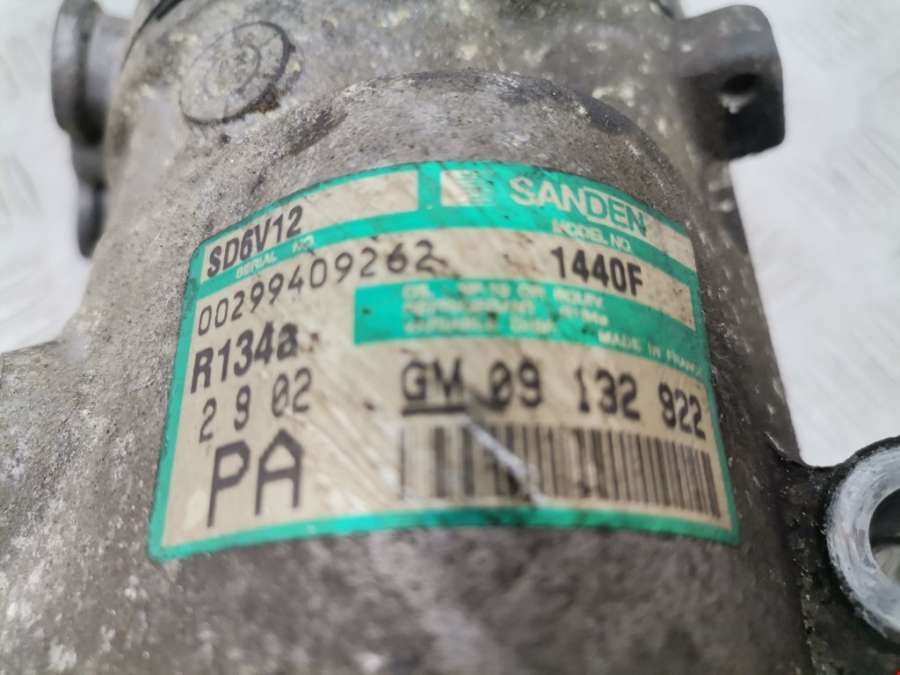 SANDEN
SD6V12
MODEL NO.
SERIAL NO.
1440F
00299409262
R134a
MADE IN FRANCE
2 9 02
GM 09 132 922
PA